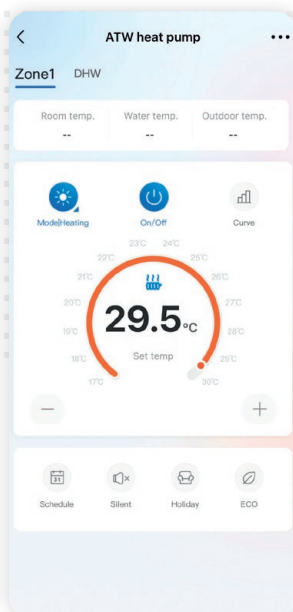 ATW heat pump
Zone1 DHW
Room temp. Water temp. Outdoor temp.
-- -- --
Mode|Heating On/Off Curve
23°C 24°C
22°C 25°C
21°C 26°C
20°C 27°C
19°C 28°C
18°C 29°C
17°C 30°C
29.5°C
Set temp
31
Schedule Silent Holiday ECO